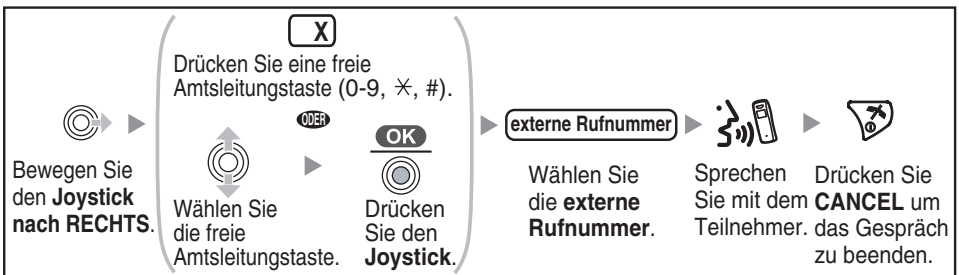 X
Drücken Sie eine freie
Amtsleitungstaste (0-9, ✳, #).
ODER
OK
Bewegen Sie
den Joystick
nach RECHTS.
Wählen Sie
die freie
Amtsleitungstaste.
Drücken
Sie den
Joystick.
externe Rufnummer
Wählen Sie
die externe
Rufnummer.
Sprechen
Sie mit dem
Teilnehmer.
Drücken Sie
CANCEL um
das Gespräch
zu beenden.